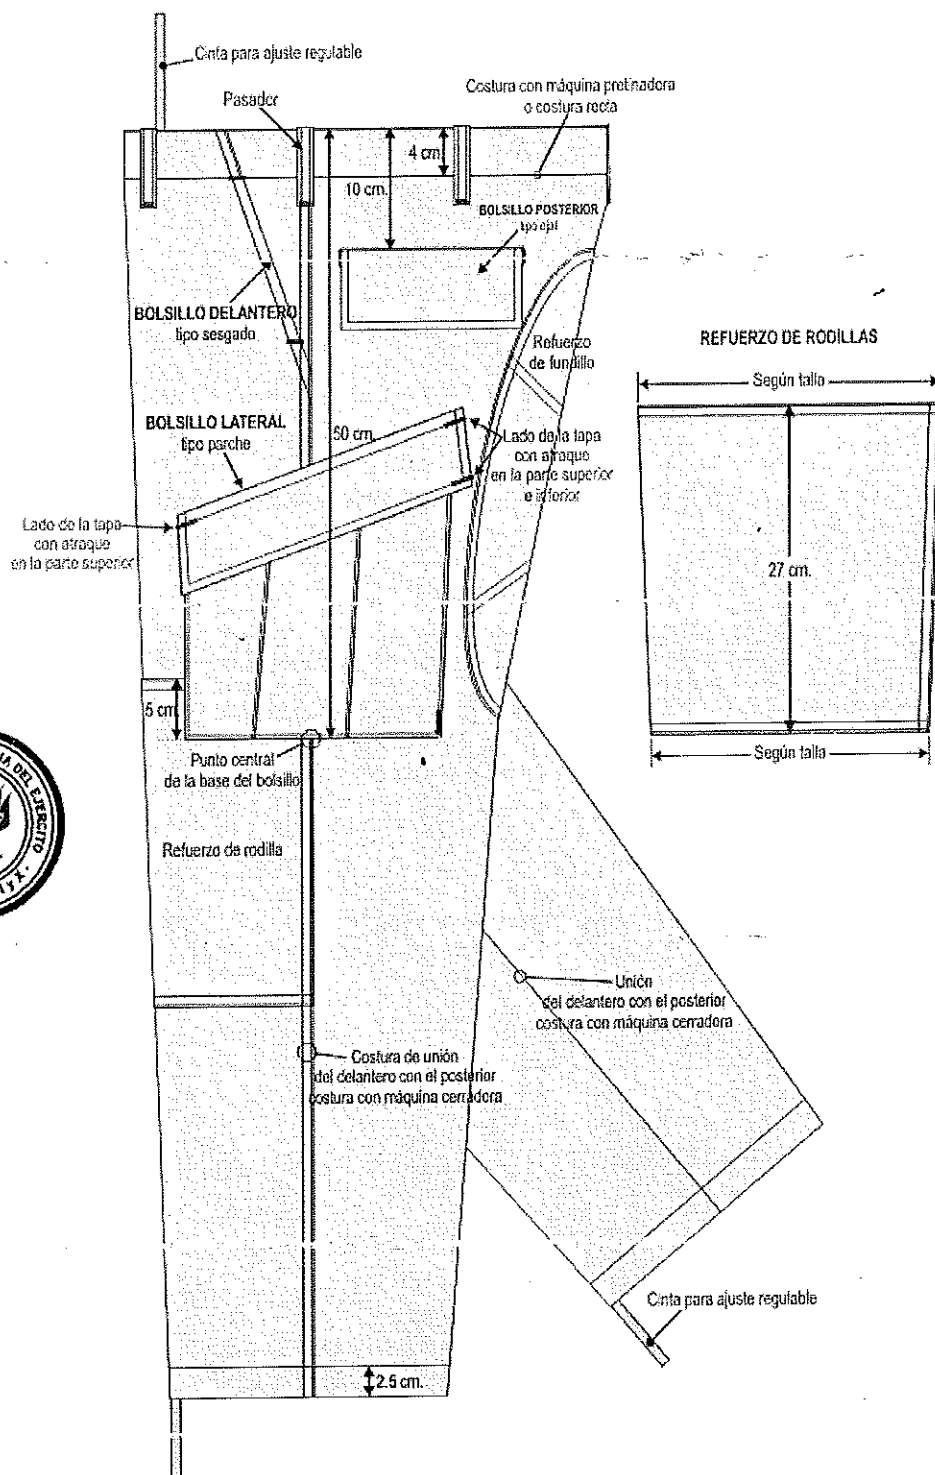 Cinta para ajuste regulable
Pasador
Costura con máquina pretinadora
o costura recta
4 cm.
10 cm.
BOLSILLO POSTERIOR
tipo ojal
BOLSILLO DELANTERO
tipo sesgado
Refuerzo
de fundillo
REFUERZO DE RODILLAS
Según talla
BOLSILLO LATERAL
tipo parche
50 cm.
Lado de la tapa
con atraque
en la parte superior
e inferior
Lado de la tapa
con atraque
en la parte superior
27 cm.
5 cm.
Punto central
de la base del bolsillo
Según talla
DEL EJERCITO
Refuerzo de rodilla
Unión
del delantero con el posterior
costura con máquina cerradora
Costura de unión
del delantero con el posterior
costura con máquina cerradora
Cinta para ajuste regulable
2.5 cm.